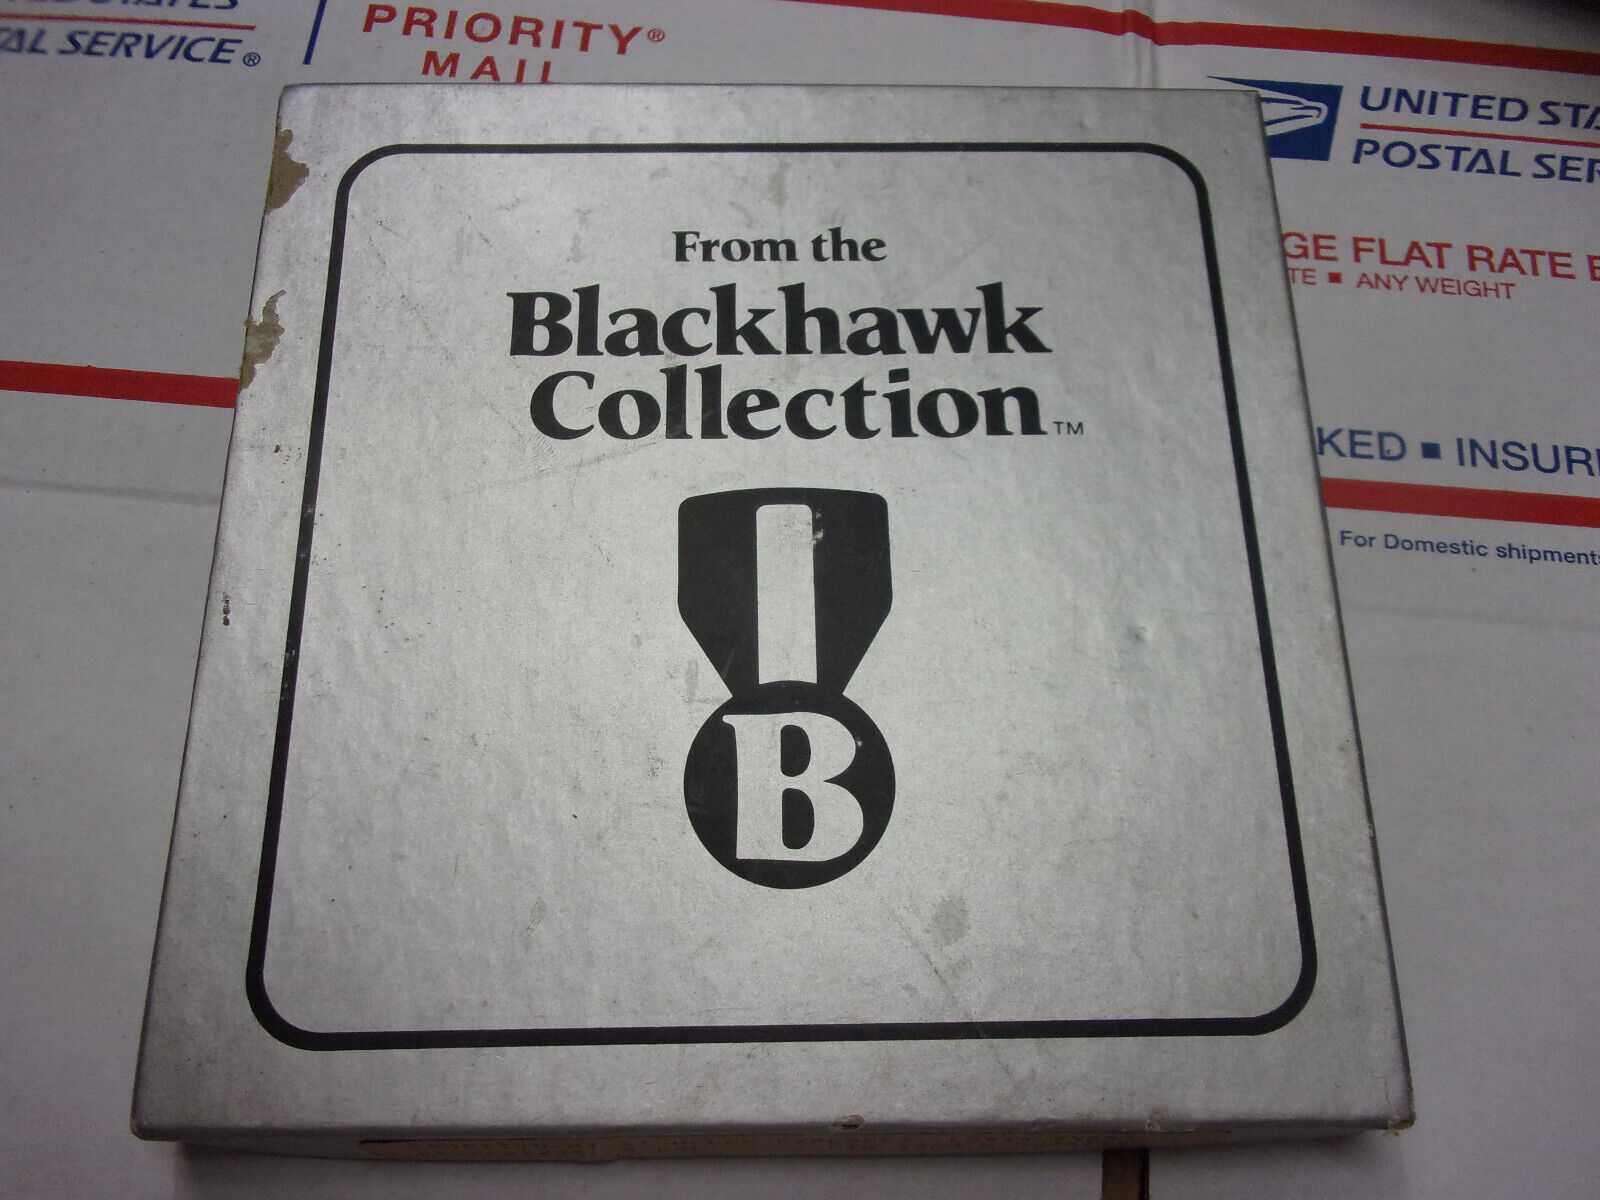 PRIORITY®
MAIL
AL SERVICE®
UNITED STA
POSTAL SER
GE FLAT RATE B
TE ■ ANY WEIGHT
KED ■ INSUR
For Domestic shipments
From the
Blackhawk
Collection™
B